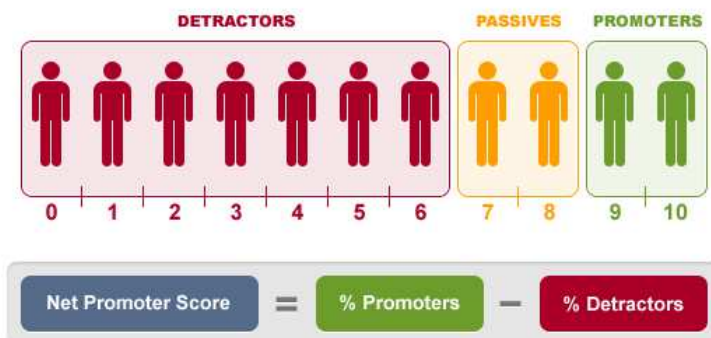 DETRACTORS PASSIVES PROMOTERS
0 1 2 3 4 5 6 7 8 9 10
Net Promoter Score = % Promoters − % Detractors